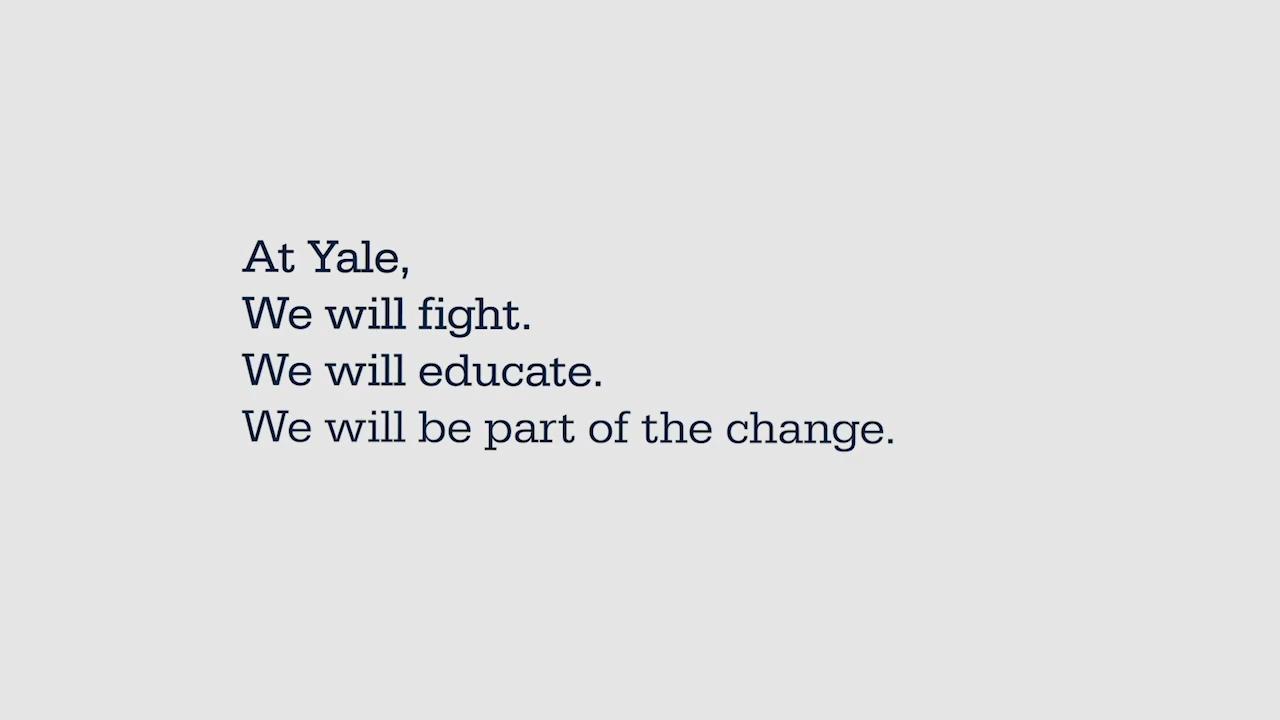 At Yale,
We will fight.
We will educate.
We will be part of the change.